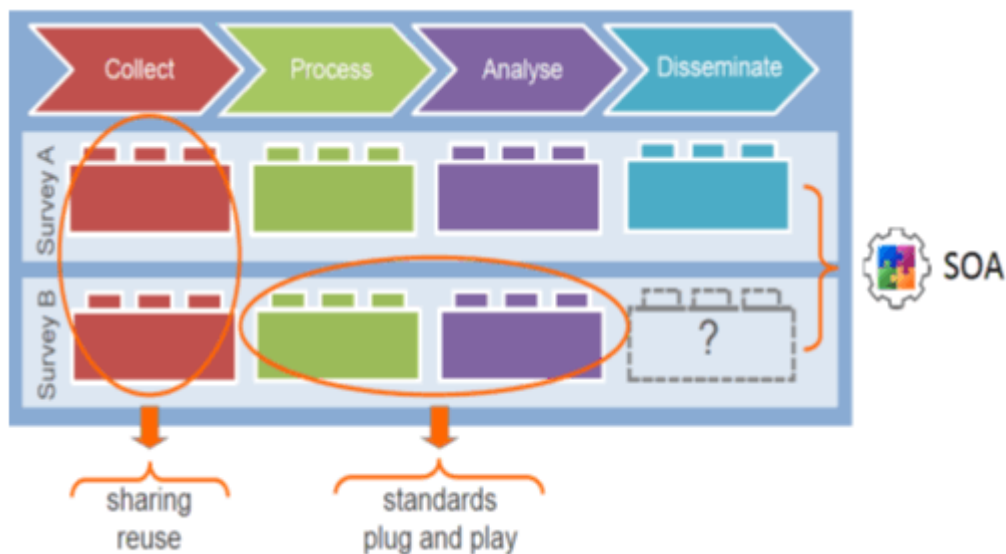 Collect
Process
Analyse
Disseminate
Survey A
Survey B
?
SOA
sharing
reuse
standards
plug and play